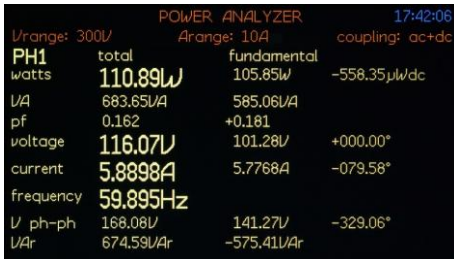 POWER ANALYZER 17:42:06
Vrange: 300V Arange: 10A coupling: ac+dc
PH1 total fundamental
watts 110.89W 105.85W -558.35µWdc
VA 683.65VA 585.06VA
pf 0.162 +0.181
voltage 116.07V 101.28V +000.00°
current 5.8898A 5.7768A -079.58°
frequency 59.895Hz
V ph-ph 168.08V 141.27V -329.06°
VAr 674.59VAr -575.41VAr